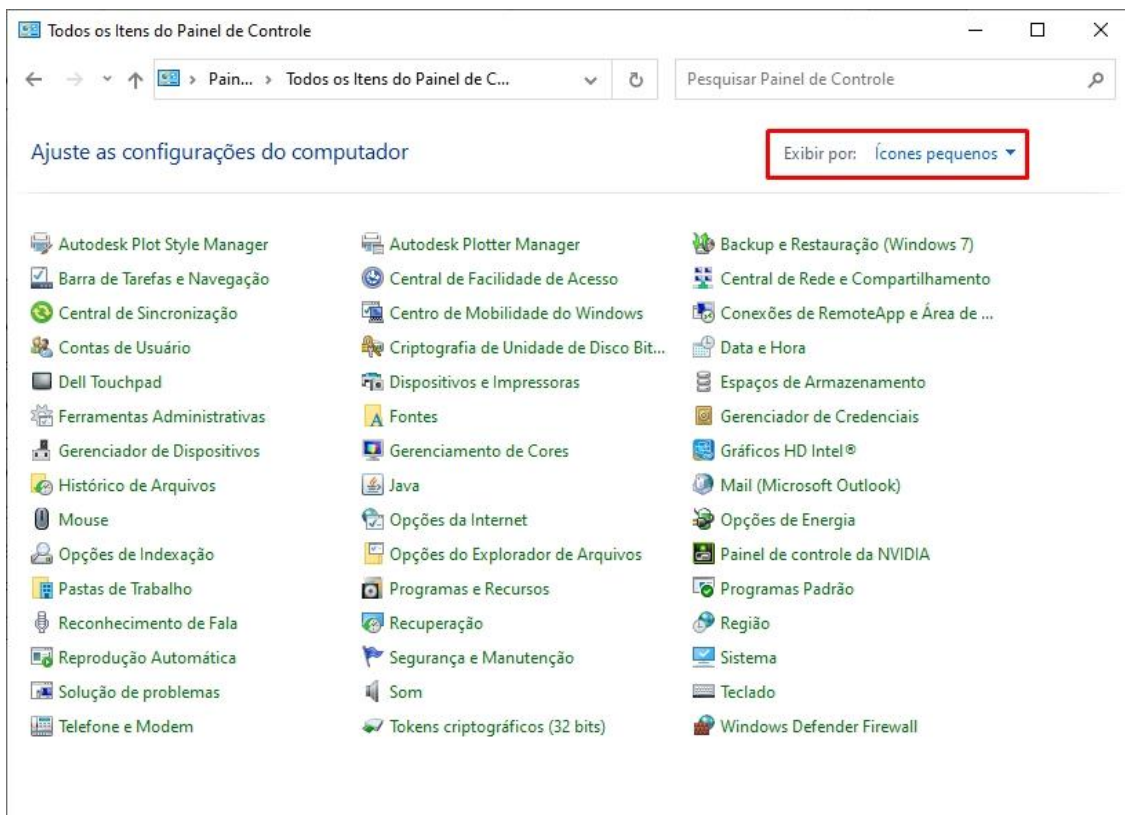 Todos os Itens do Painel de Controle
Pain... > Todos os Itens do Painel de C...
Pesquisar Painel de Controle
Ajuste as configurações do computador
Exibir por: Ícones pequenos
Autodesk Plot Style Manager
Autodesk Plotter Manager
Backup e Restauração (Windows 7)
Barra de Tarefas e Navegação
Central de Facilidade de Acesso
Central de Rede e Compartilhamento
Central de Sincronização
Centro de Mobilidade do Windows
Conexões de RemoteApp e Área de ...
Contas de Usuário
Criptografia de Unidade de Disco Bit...
Data e Hora
Dell Touchpad
Dispositivos e Impressoras
Espaços de Armazenamento
Ferramentas Administrativas
Fontes
Gerenciador de Credenciais
Gerenciador de Dispositivos
Gerenciamento de Cores
Gráficos HD Intel®
Histórico de Arquivos
Java
Mail (Microsoft Outlook)
Mouse
Opções da Internet
Opções de Energia
Opções de Indexação
Opções do Explorador de Arquivos
Painel de controle da NVIDIA
Pastas de Trabalho
Programas e Recursos
Programas Padrão
Reconhecimento de Fala
Recuperação
Região
Reprodução Automática
Segurança e Manutenção
Sistema
Solução de problemas
Som
Teclado
Telefone e Modem
Tokens criptográficos (32 bits)
Windows Defender Firewall